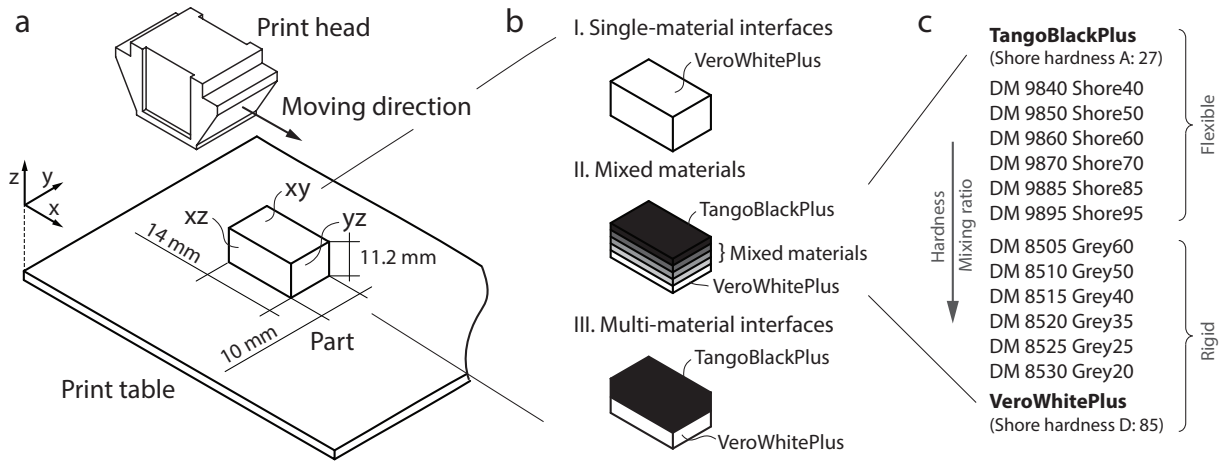 a
Print head
Moving direction
z
y
x
xy
xz
yz
14 mm
11.2 mm
10 mm
Part
Print table
b
I. Single-material interfaces
VeroWhitePlus
II. Mixed materials
TangoBlackPlus
} Mixed materials
VeroWhitePlus
III. Multi-material interfaces
TangoBlackPlus
VeroWhitePlus
c
TangoBlackPlus
(Shore hardness A: 27)
DM 9840 Shore40
DM 9850 Shore50
DM 9860 Shore60
DM 9870 Shore70
DM 9885 Shore85
DM 9895 Shore95
Flexible
Hardness
Mixing ratio
DM 8505 Grey60
DM 8510 Grey50
DM 8515 Grey40
DM 8520 Grey35
DM 8525 Grey25
DM 8530 Grey20
Rigid
VeroWhitePlus
(Shore hardness D: 85)